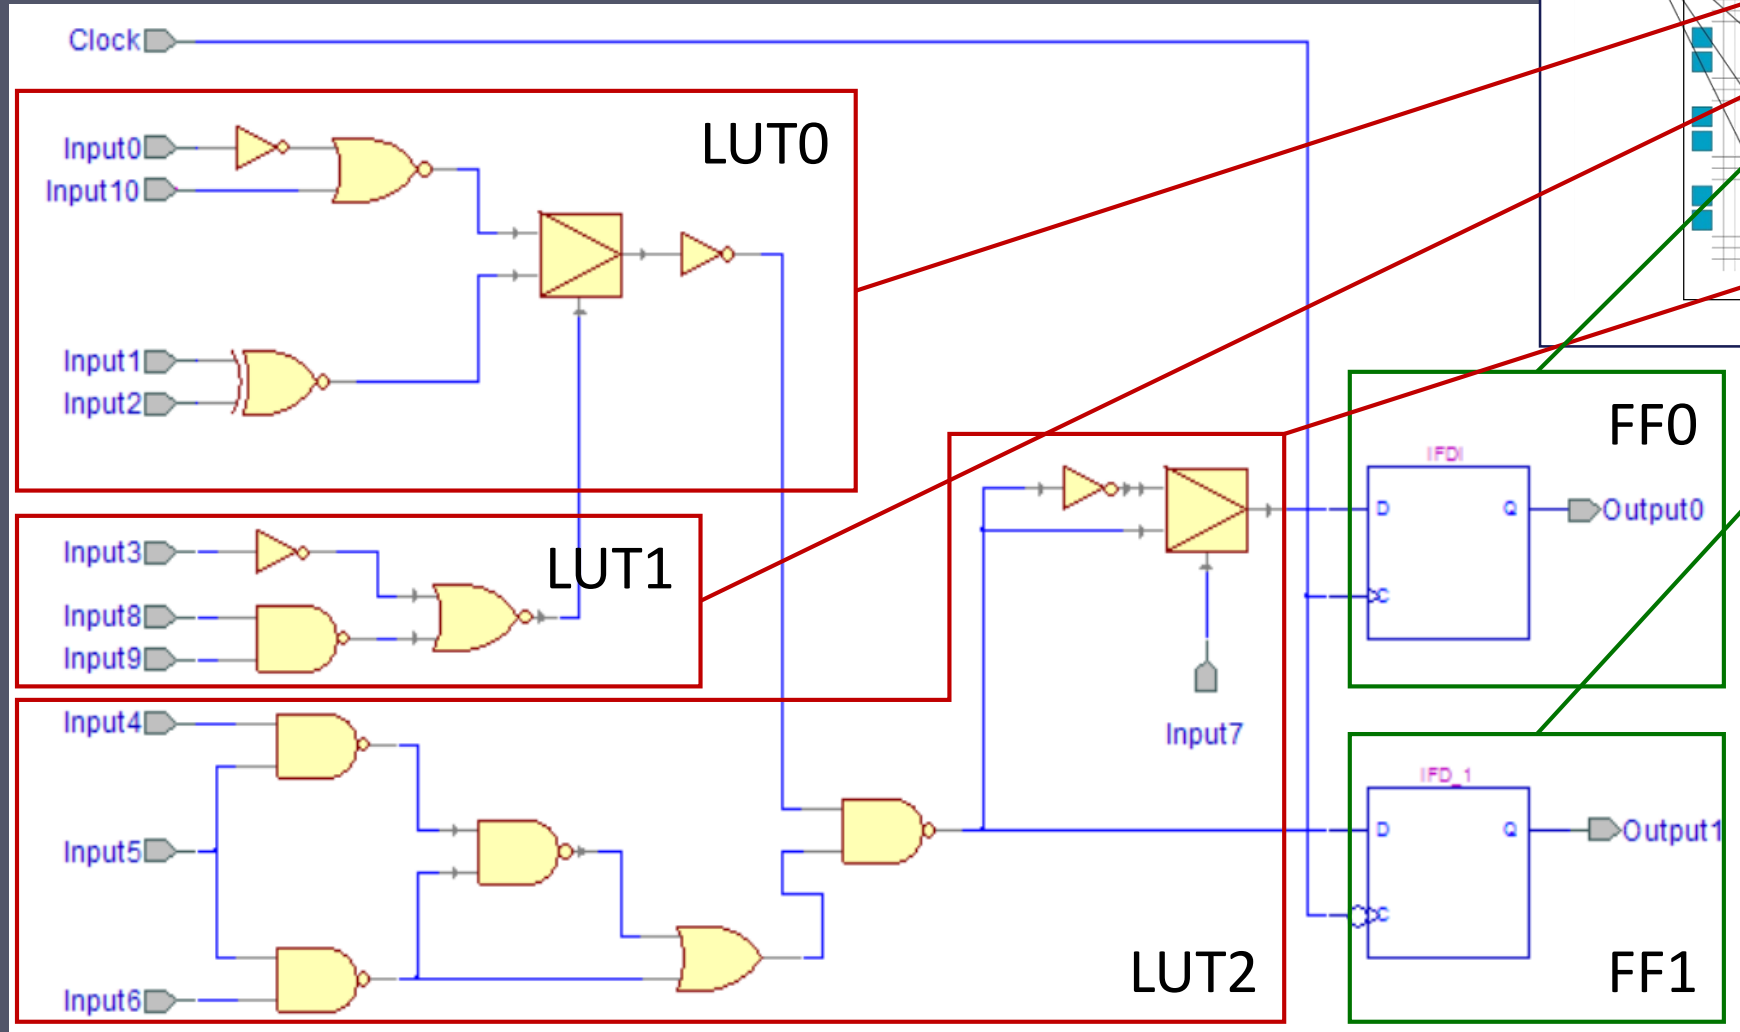 Clock
LUT0
Input0
Input10
Input1
Input2
FF0
IFDI
D
Q
Output0
C
Input3
LUT1
Input8
Input9
Input4
Input7
Input5
IFD_1
D
Q
Output1
C
LUT2
FF1
Input6